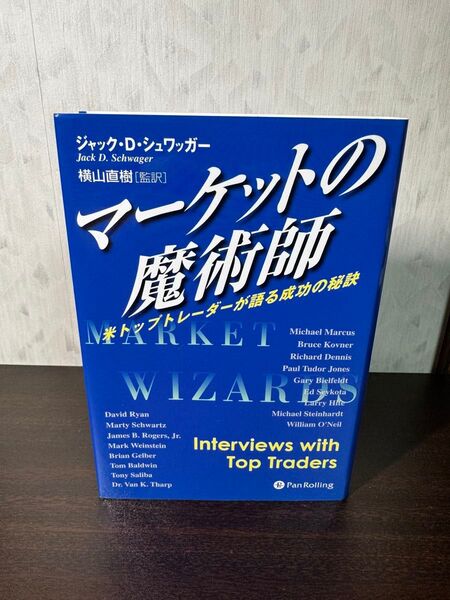 ジャック・D・シュワッガー
Jack D. Schwager
横山直樹[監訳]
マーケットの
魔術師
米トップトレーダーが語る成功の秘訣
MARKET
WIZARDS
Michael Marcus
Bruce Kovner
Richard Dennis
Paul Tudor Jones
Gary Bielfeldt
Ed Seykota
Larry Hite
Michael Steinhardt
William O'Neil
David Ryan
Marty Schwartz
James B. Rogers, Jr.
Mark Weinstein
Brian Gelber
Tom Baldwin
Tony Saliba
Dr. Van K. Tharp
Interviews with
Top Traders
PanRolling